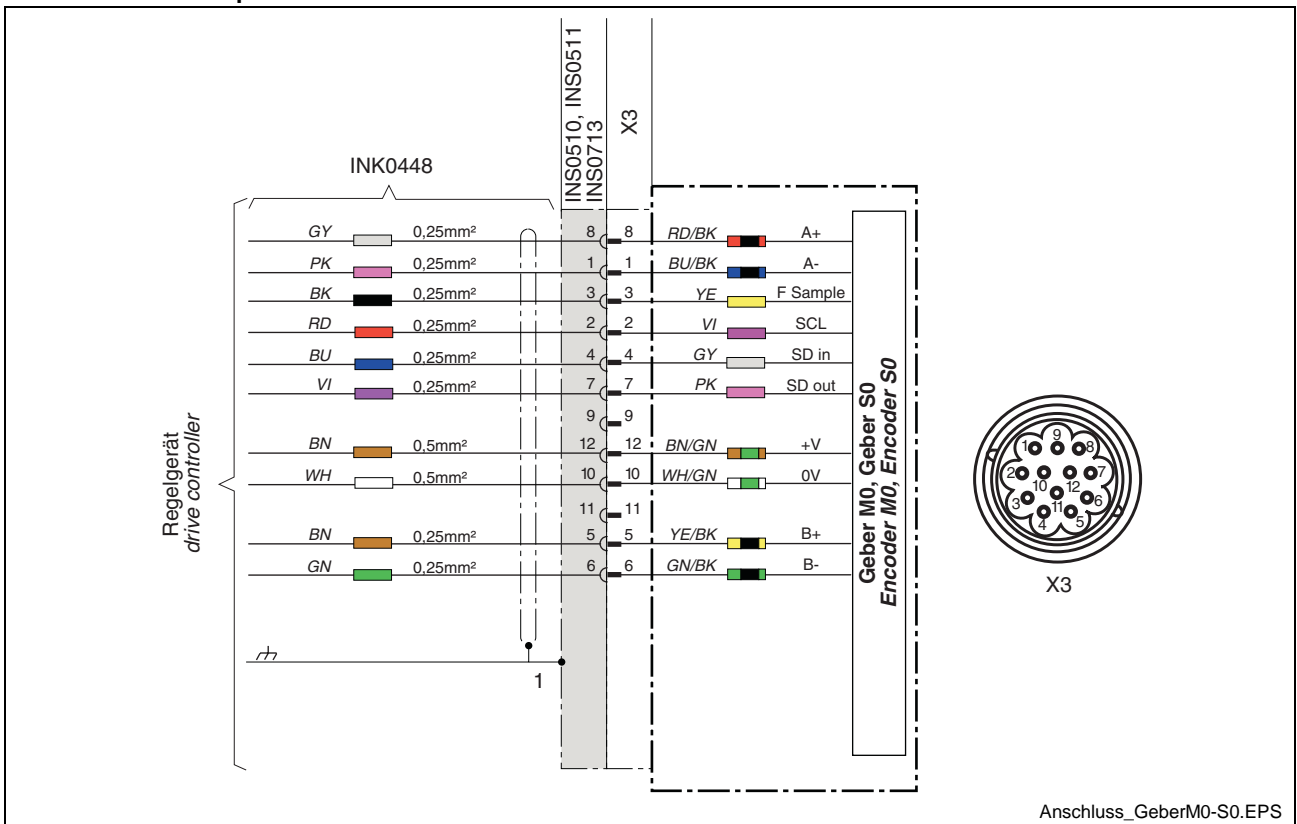 INS0510, INS0511
INS0713
X3
INK0448
GY 0,25mm² 8 8 RD/BK A+
PK 0,25mm² 1 1 BU/BK A-
BK 0,25mm² 3 3 YE F Sample
RD 0,25mm² 2 2 VI SCL
BU 0,25mm² 4 4 GY SD in
VI 0,25mm² 7 7 PK SD out
9 9
BN 0,5mm² 12 12 BN/GN +V
WH 0,5mm² 10 10 WH/GN 0V
11 11
BN 0,25mm² 5 5 YE/BK B+
GN 0,25mm² 6 6 GN/BK B-
1
Regelgerät
drive controller
Geber M0, Geber S0
Encoder M0, Encoder S0
1 9 8
2 10 12 7
3 11 6
4 5
X3
Anschluss_GeberM0-S0.EPS